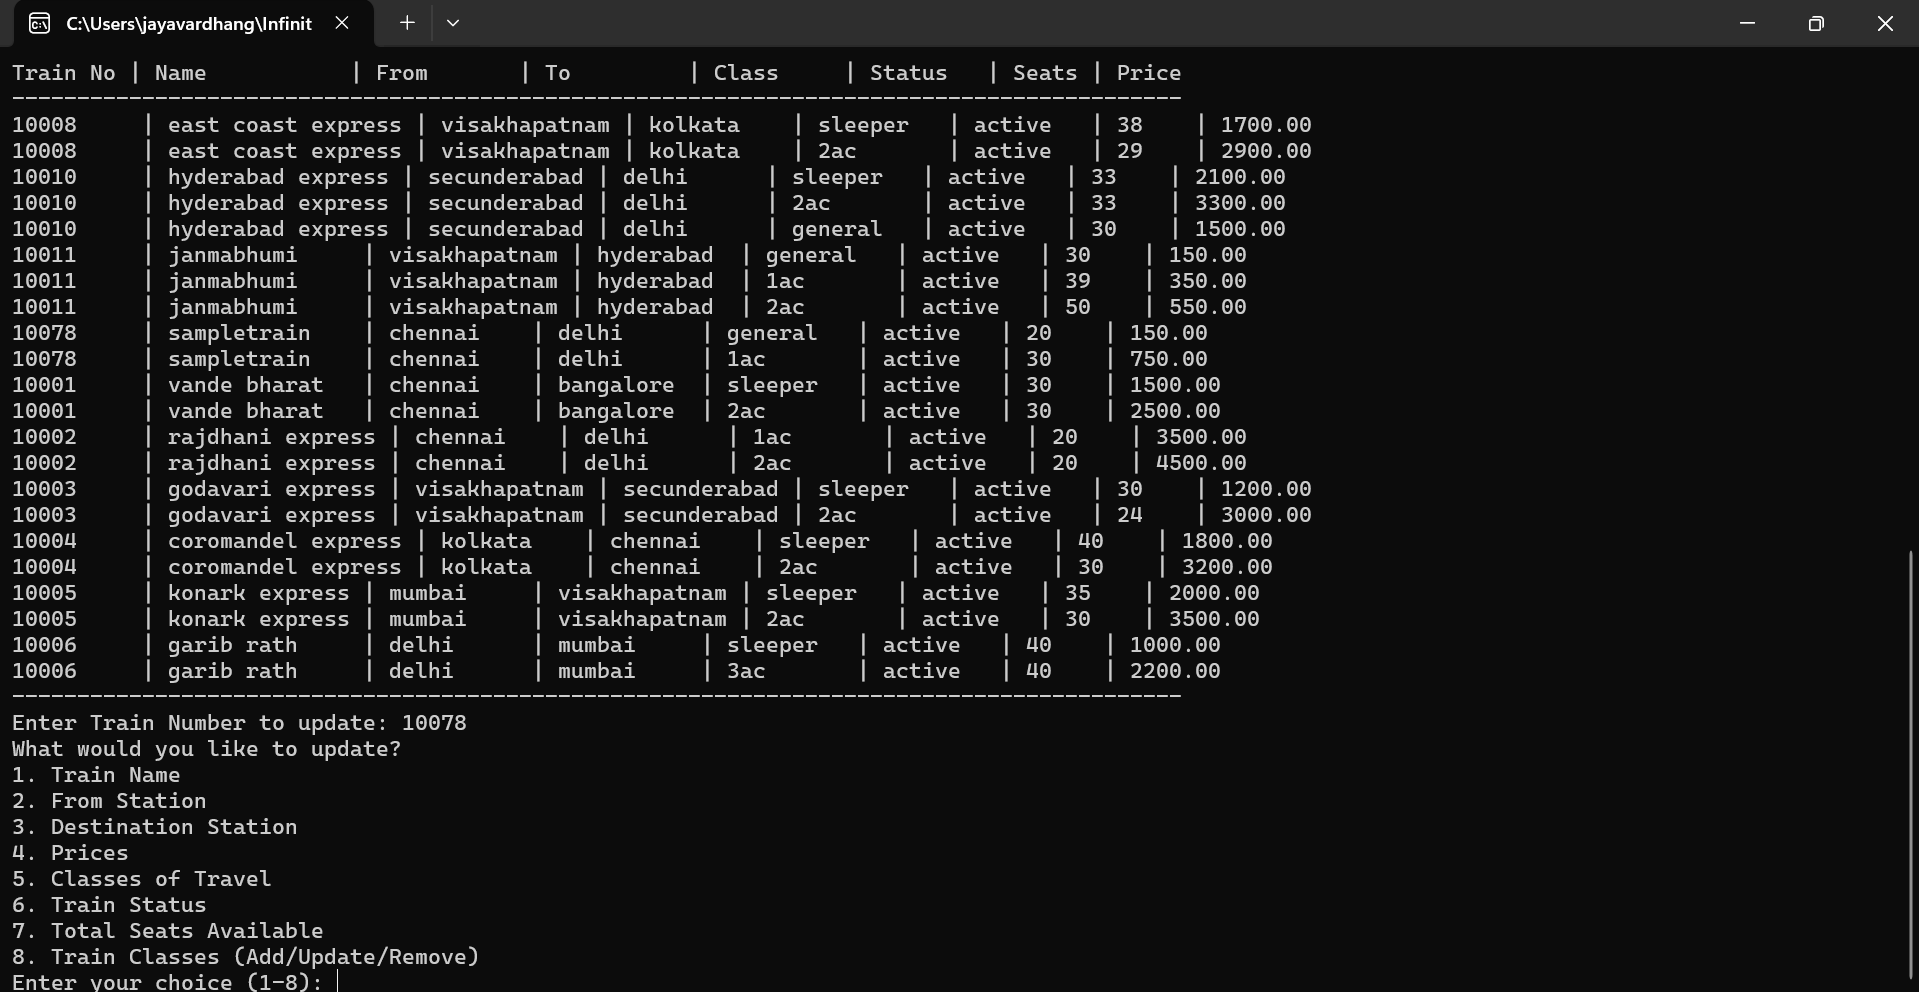 C:\Users\jayavardhang\Infinit
Train No | Name           | From       | To         | Class     | Status   | Seats | Price
------------------------------------------------------------------------------------------
10008     | east coast express | visakhapatnam | kolkata    | sleeper   | active   | 38    | 1700.00
10008     | east coast express | visakhapatnam | kolkata    | 2ac       | active   | 29    | 2900.00
10010     | hyderabad express | secunderabad | delhi      | sleeper   | active   | 33    | 2100.00
10010     | hyderabad express | secunderabad | delhi      | 2ac       | active   | 33    | 3300.00
10010     | hyderabad express | secunderabad | delhi      | general   | active   | 30    | 1500.00
10011     | janmabhumi     | visakhapatnam | hyderabad  | general   | active   | 30    | 150.00
10011     | janmabhumi     | visakhapatnam | hyderabad  | 1ac       | active   | 39    | 350.00
10011     | janmabhumi     | visakhapatnam | hyderabad  | 2ac       | active   | 50    | 550.00
10078     | sampletrain    | chennai    | delhi      | general   | active   | 20    | 150.00
10078     | sampletrain    | chennai    | delhi      | 1ac       | active   | 30    | 750.00
10001     | vande bharat   | chennai    | bangalore  | sleeper   | active   | 30    | 1500.00
10001     | vande bharat   | chennai    | bangalore  | 2ac       | active   | 30    | 2500.00
10002     | rajdhani express | chennai    | delhi      | 1ac       | active   | 20    | 3500.00
10002     | rajdhani express | chennai    | delhi      | 2ac       | active   | 20    | 4500.00
10003     | godavari express | visakhapatnam | secunderabad | sleeper   | active   | 30    | 1200.00
10003     | godavari express | visakhapatnam | secunderabad | 2ac       | active   | 24    | 3000.00
10004     | coromandel express | kolkata    | chennai    | sleeper   | active   | 40    | 1800.00
10004     | coromandel express | kolkata    | chennai    | 2ac       | active   | 30    | 3200.00
10005     | konark express | mumbai     | visakhapatnam | sleeper   | active   | 35    | 2000.00
10005     | konark express | mumbai     | visakhapatnam | 2ac       | active   | 30    | 3500.00
10006     | garib rath     | delhi      | mumbai     | sleeper   | active   | 40    | 1000.00
10006     | garib rath     | delhi      | mumbai     | 3ac       | active   | 40    | 2200.00
------------------------------------------------------------------------------------------
Enter Train Number to update: 10078
What would you like to update?
1. Train Name
2. From Station
3. Destination Station
4. Prices
5. Classes of Travel
6. Train Status
7. Total Seats Available
8. Train Classes (Add/Update/Remove)
Enter your choice (1-8):